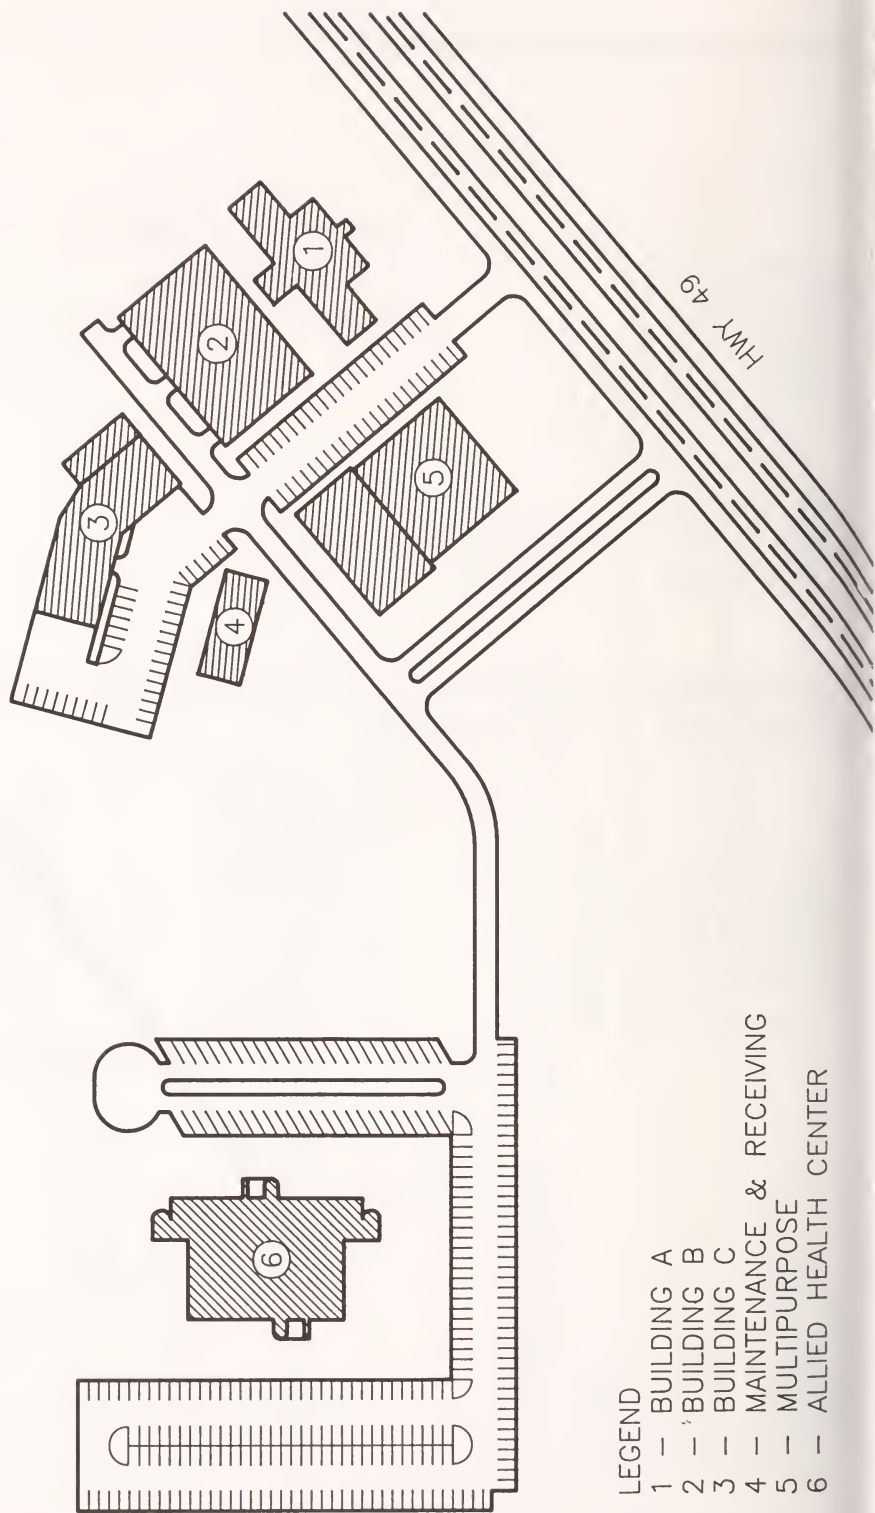 HWY 49
1
2
3
4
5
6
LEGEND
1 – BUILDING A
2 – BUILDING B
3 – BUILDING C
4 – MAINTENANCE & RECEIVING
5 – MULTIPURPOSE
6 – ALLIED HEALTH CENTER